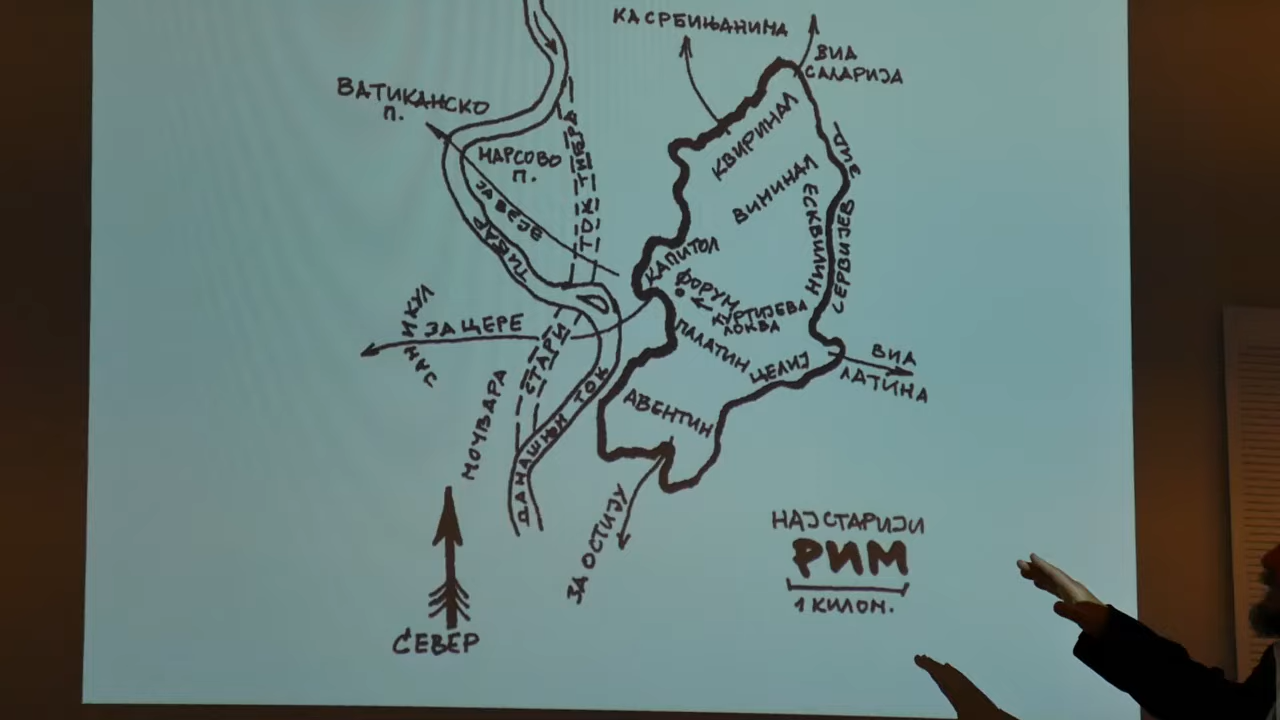 КА СРБИЊАНИМА
ВИА
САЛАРИЈА
ВАТИКАНСКО
П.
МАРСОВО
П.
ЗА ВЕЈЕ
ТОК ТИБРА
ТИБАР
КВИРИНАЛ
ВИМИНАЛ
ЕСКВИЛИН
СЕРВИЈЕВ ЗИД
КАПИТОЛ
ФОРУМ
КУРТИЈЕВА
ЛОКВА
ПАЛАТИН
ЦЕЛИЈ
ВИА
ЛАТИНА
ЈАНИКУЛ
ЗА ЦЕРЕ
СТАРИ
МОЧВАРА
ДАНАШЊИ ТОК
АВЕНТИН
ЗА ОСТИЈУ
СЕВЕР
НАЈСТАРИЈИ
РИМ
1 КИЛОМ.